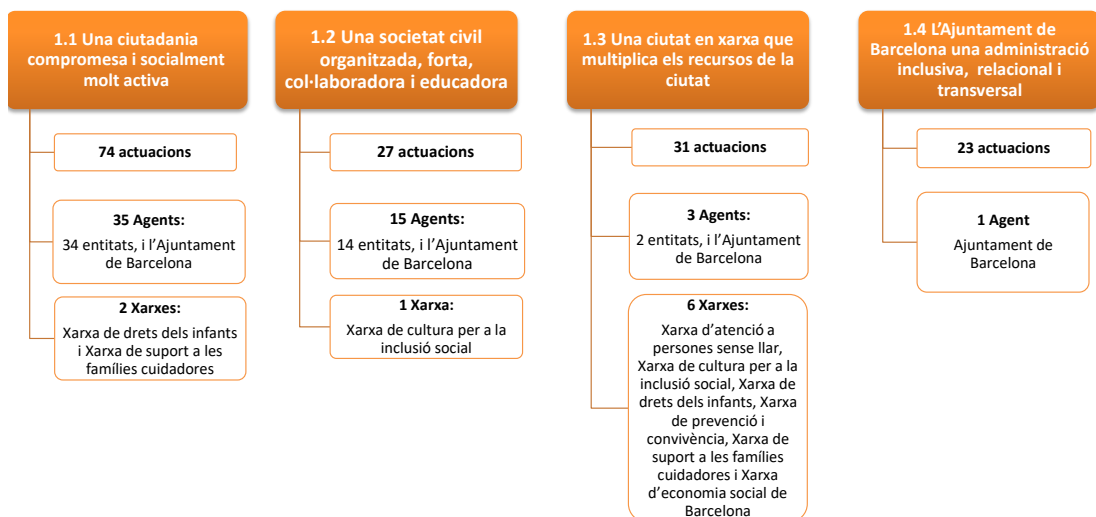 1.1 Una ciutadania
compromesa i socialment
molt activa
74 actuacions
35 Agents:
34 entitats, i l’Ajuntament
de Barcelona
2 Xarxes:
Xarxa de drets dels infants
i Xarxa de suport a les
famílies cuidadores
1.2 Una societat civil
organitzada, forta,
col·laboradora i educadora
27 actuacions
15 Agents:
14 entitats, i l’Ajuntament
de Barcelona
1 Xarxa:
Xarxa de cultura per a la
inclusió social
1.3 Una ciutat en xarxa que
multiplica els recursos de la
ciutat
31 actuacions
3 Agents:
2 entitats, i l’Ajuntament
de Barcelona
6 Xarxes:
Xarxa d’atenció a
persones sense llar,
Xarxa de cultura per a la
inclusió social, Xarxa de
drets dels infants, Xarxa
de prevenció i
convivència, Xarxa de
suport a les famílies
cuidadores i Xarxa
d’economia social de
Barcelona
1.4 L’Ajuntament de
Barcelona una administració
inclusiva, relacional i
transversal
23 actuacions
1 Agent
Ajuntament de
Barcelona